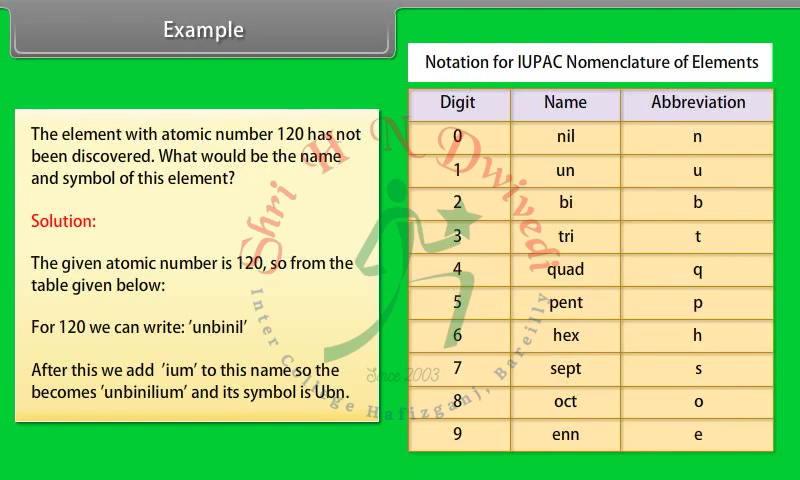 Example
The element with atomic number 120 has not
been discovered. What would be the name
and symbol of this element?
Solution:
The given atomic number is 120, so from the
table given below:
For 120 we can write: ’unbinil’
After this we add ’ium’ to this name so the
becomes ’unbinilium’ and its symbol is Ubn.
Notation for IUPAC Nomenclature of Elements
Digit Name Abbreviation
0 nil n
1 un u
2 bi b
3 tri t
4 quad q
5 pent p
6 hex h
7 sept s
8 oct o
9 enn e
Shri H N Dwivedi
Inter College Hafizganj, Bareilly
Since 2003